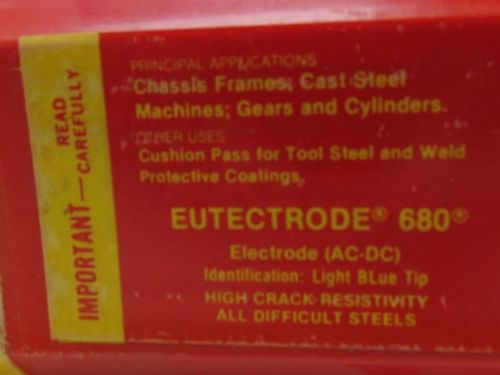 IMPORTANT—READ CAREFULLY
PRINCIPAL APPLICATIONS
Chassis Frames; Cast Steel
Machines; Gears and Cylinders.
OTHER USES
Cushion Pass for Tool Steel and Weld
Protective Coatings.
EUTECTRODE® 680®
Electrode (AC-DC)
Identification: Light BLue Tip
HIGH CRACK RESISTIVITY
ALL DIFFICULT STEELS